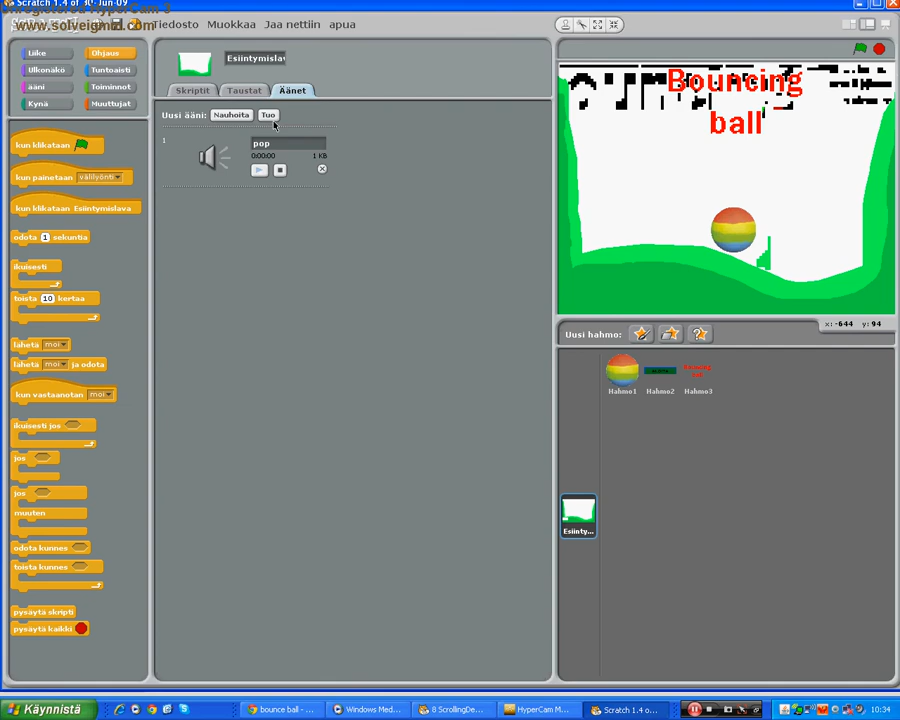 Scratch 1.4 of 30-Jun-09
Unregistered HyperCam 3
www.solveigmm.com
Tiedosto Muokkaa Jaa nettiin apua
Liike Ohjaus
Ulkonäkö Tuntoaisti
ääni Toiminnot
Kynä Muuttujat
Esiintymislav
Skriptit Taustat Äänet
Uusi ääni: Nauhoita Tuo
1
pop
0:00:00 1 KB
kun klikataan
kun painetaan välilyönti
kun klikataan Esiintymislava
odota 1 sekuntia
ikuisesti
toista 10 kertaa
lähetä moi
lähetä moi ja odota
kun vastaanotan moi
ikuisesti jos
jos
jos
muuten
odota kunnes
toista kunnes
pysäytä skripti
pysäytä kaikki
Bouncing
ball
x: -644 y: 94
Uusi hahmo:
Hahmo1 Hahmo2 Hahmo3
Esiinty...
Käynnistä
bounce ball - ...
Windows Med...
8 ScrollingDe...
HyperCam M...
Scratch 1.4 o...
10:34